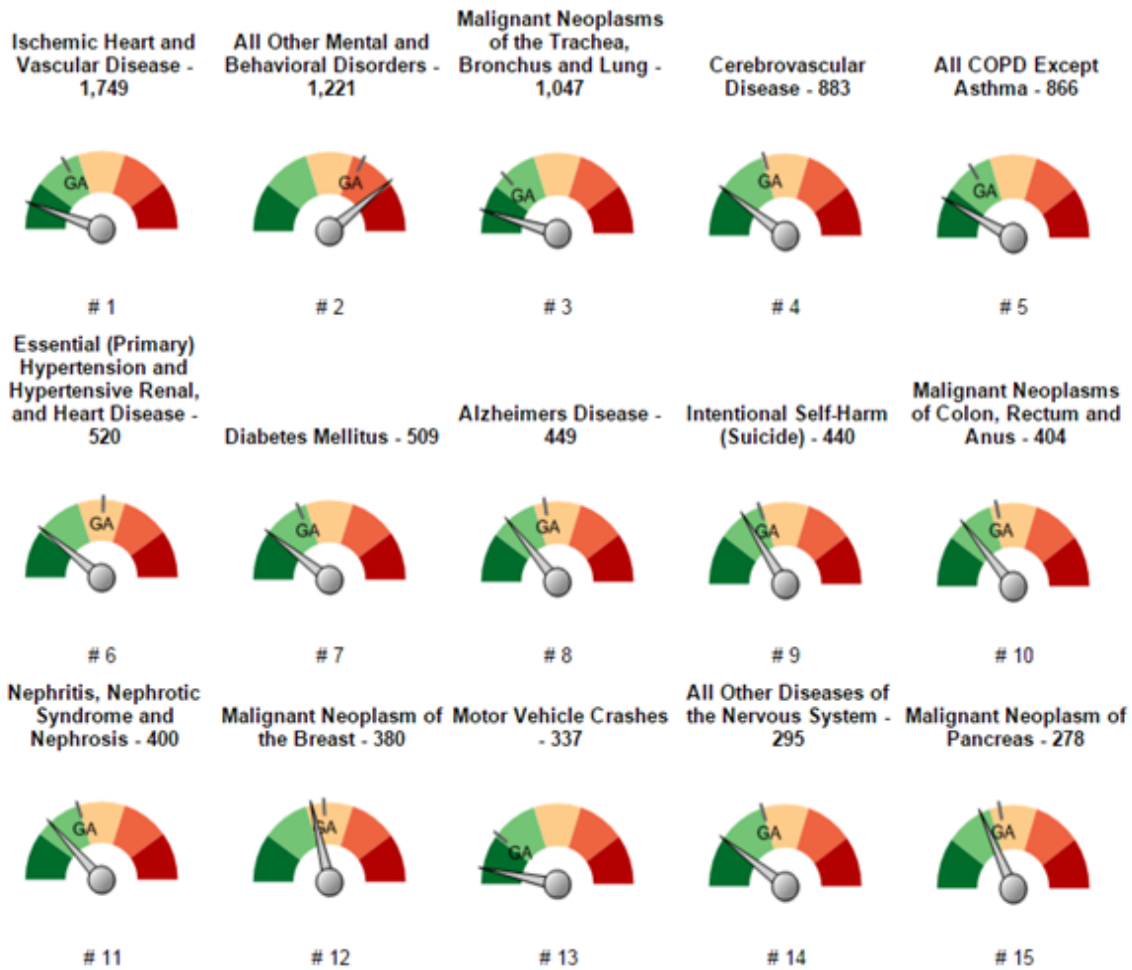 Ischemic Heart and
Vascular Disease -
1,749
All Other Mental and
Behavioral Disorders -
1,221
Malignant Neoplasms
of the Trachea,
Bronchus and Lung -
1,047
Cerebrovascular
Disease - 883
All COPD Except
Asthma - 866
GA
GA
GA
GA
GA
# 1
# 2
# 3
# 4
# 5
Essential (Primary)
Hypertension and
Hypertensive Renal,
and Heart Disease -
520
Diabetes Mellitus - 509
Alzheimers Disease -
449
Intentional Self-Harm
(Suicide) - 440
Malignant Neoplasms
of Colon, Rectum and
Anus - 404
GA
GA
GA
GA
GA
# 6
# 7
# 8
# 9
# 10
Nephritis, Nephrotic
Syndrome and
Nephrosis - 400
Malignant Neoplasm of
the Breast - 380
Motor Vehicle Crashes
- 337
All Other Diseases of
the Nervous System -
295
Malignant Neoplasm of
Pancreas - 278
GA
GA
GA
GA
GA
# 11
# 12
# 13
# 14
# 15